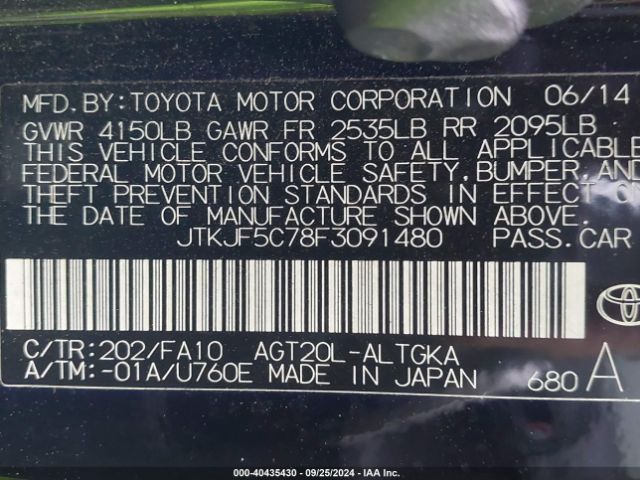 MFD.BY:TOYOTA MOTOR CORPORATION 06/14
GVWR 4150LB GAWR FR 2535LB RR 2095LB
THIS VEHICLE CONFORMS TO ALL APPLICABLE
FEDERAL MOTOR VEHICLE SAFETY,BUMPER,AND
THEFT PREVENTION STANDARDS IN EFFECT O
THE DATE OF MANUFACTURE SHOWN ABOVE.
JTKJF5C78F3091480 PASS.CAR
C/TR:202/FA10 AGT20L-ALTGKA
A/TM:-01A/U760E MADE IN JAPAN 680 A
000-40435430 - 09/25/2024 - IAA Inc.